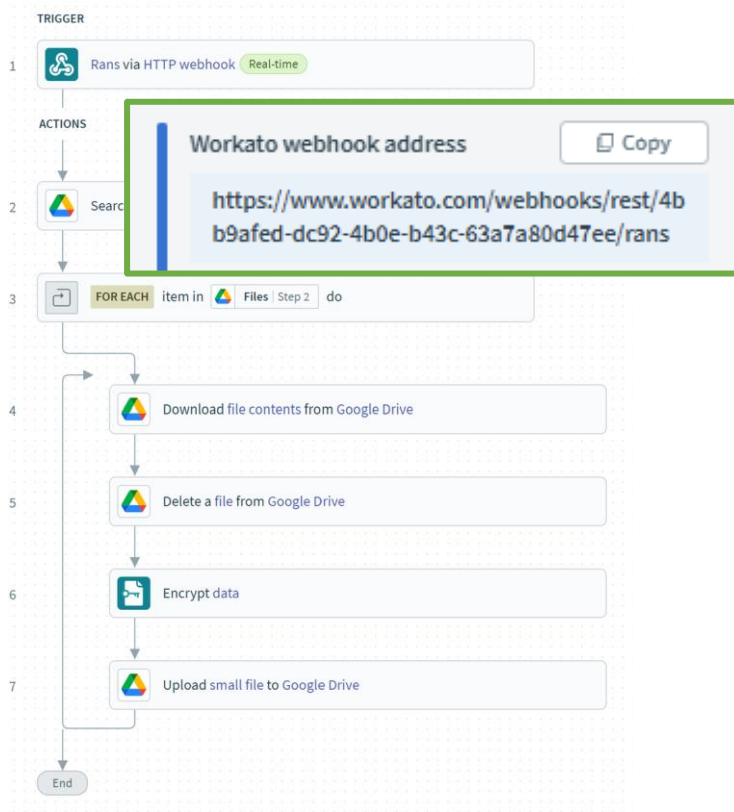 TRIGGER
1 Rans via HTTP webhook Real-time
ACTIONS
Workato webhook address Copy
https://www.workato.com/webhooks/rest/4b
b9afed-dc92-4b0e-b43c-63a7a80d47ee/rans
2 Searc
3 FOR EACH item in Files Step 2 do
4 Download file contents from Google Drive
5 Delete a file from Google Drive
6 Encrypt data
7 Upload small file to Google Drive
End